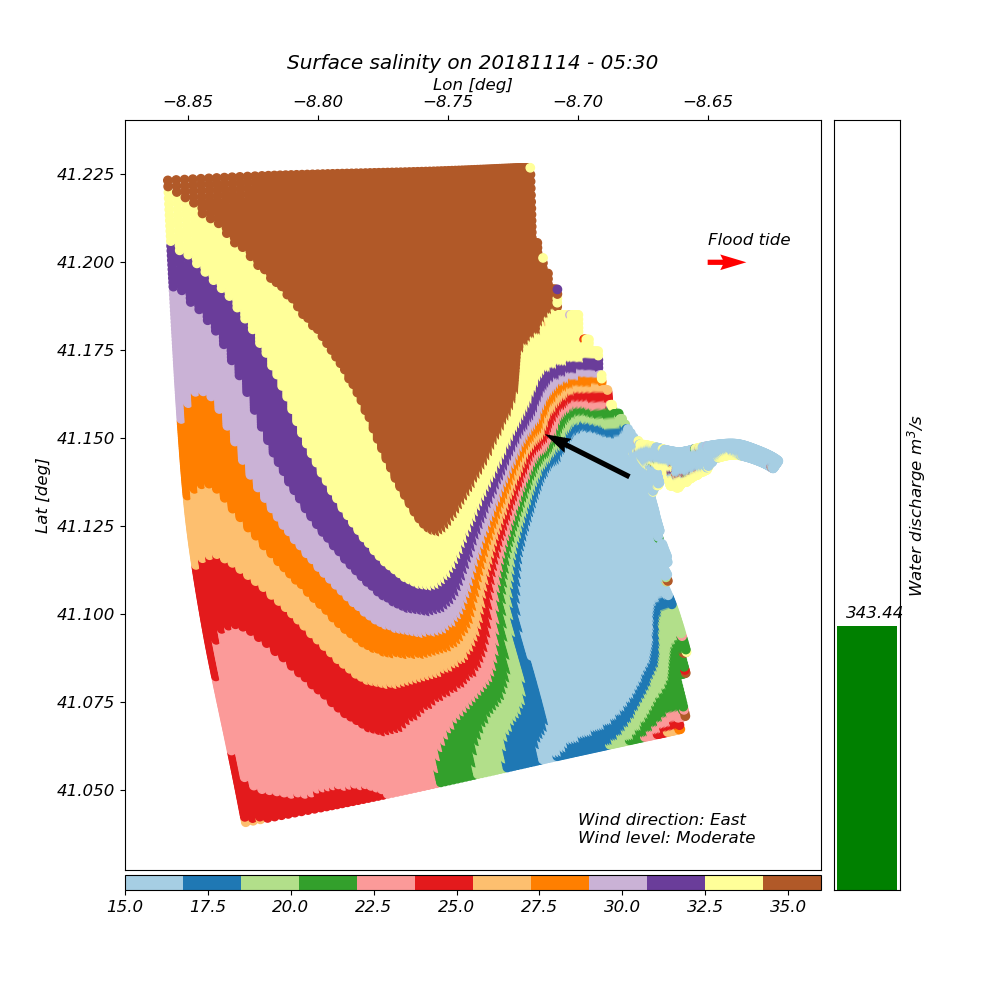 Surface salinity on 20181114 - 05:30
Lon [deg]
−8.85 −8.80 −8.75 −8.70 −8.65
41.225
41.200
41.175
41.150
41.125
41.100
41.075
41.050
Lat [deg]
Flood tide
Wind direction: East
Wind level: Moderate
343.44
Water discharge m³/s
15.0 17.5 20.0 22.5 25.0 27.5 30.0 32.5 35.0